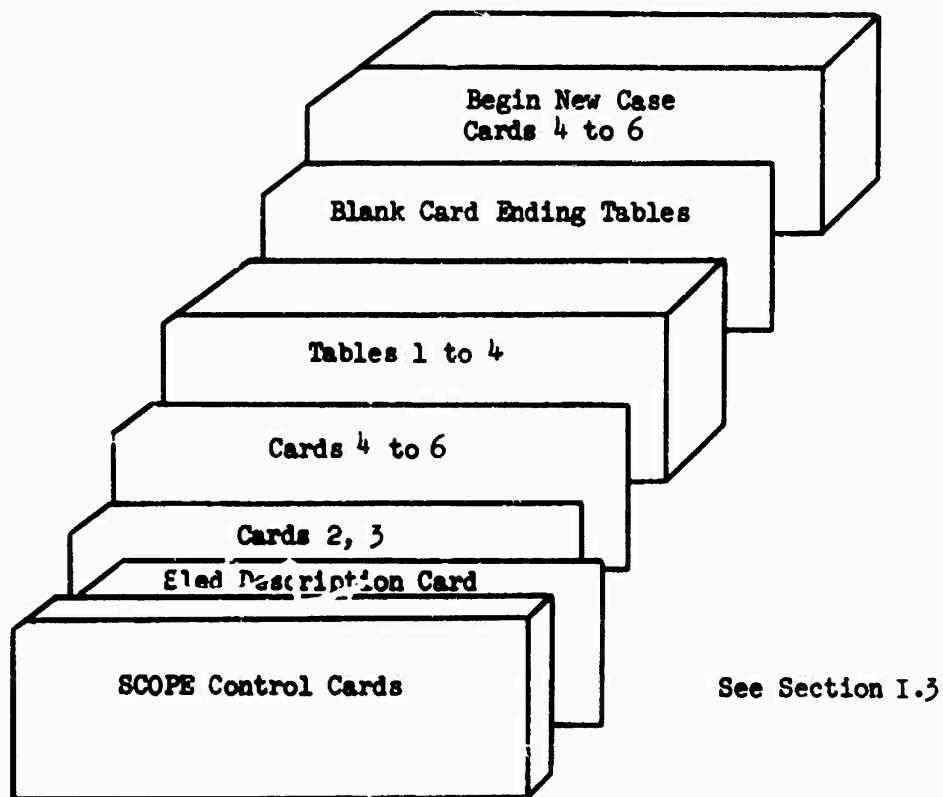 Begin New Case
Cards 4 to 6
Blank Card Ending Tables
Tables 1 to 4
Cards 4 to 6
Cards 2, 3
Description Card
SCOPE Control Cards
See Section I.3